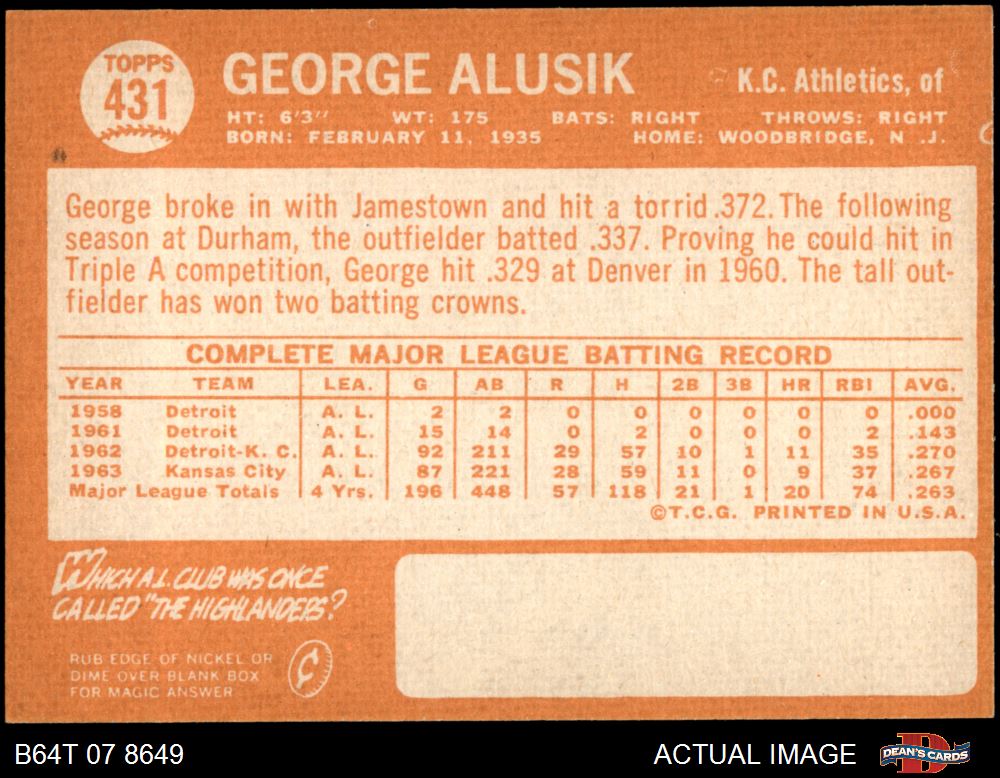 TOPPS
431
GEORGE ALUSIK
K.C. Athletics, of
HT: 6'3" WT: 175 BATS: RIGHT THROWS: RIGHT
BORN: FEBRUARY 11, 1935 HOME: WOODBRIDGE, N .J.
George broke in with Jamestown and hit a torrid .372. The following
season at Durham, the outfielder batted .337. Proving he could hit in
Triple A competition, George hit .329 at Denver in 1960. The tall out-
fielder has won two batting crowns.
COMPLETE MAJOR LEAGUE BATTING RECORD
YEAR TEAM LEA. G AB R H 2B 3B HR RBI AVG.
1958 Detroit A. L. 2 2 0 0 0 0 0 0 .000
1961 Detroit A. L. 15 14 0 2 0 0 0 2 .143
1962 Detroit-K. C. A. L. 92 211 29 57 10 1 11 35 .270
1963 Kansas City A. L. 87 221 28 59 11 0 9 37 .267
Major League Totals 4 Yrs. 196 448 57 118 21 1 20 74 .263
©T.C.G. PRINTED IN U.S.A.
WHICH A.L. CLUB WAS ONCE
CALLED "THE HIGHLANDERS?
RUB EDGE OF NICKEL OR
DIME OVER BLANK BOX
FOR MAGIC ANSWER
B64T 07 8649
ACTUAL IMAGE
DEAN'S CARDS